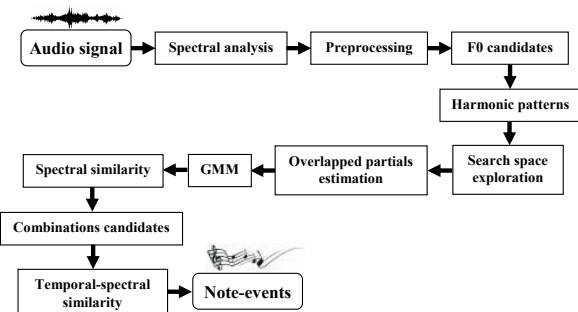 Audio signal
Spectral analysis
Preprocessing
F0 candidates
Harmonic patterns
Search space
exploration
Overlapped partials
estimation
GMM
Spectral similarity
Combinations candidates
Temporal-spectral
similarity
Note-events